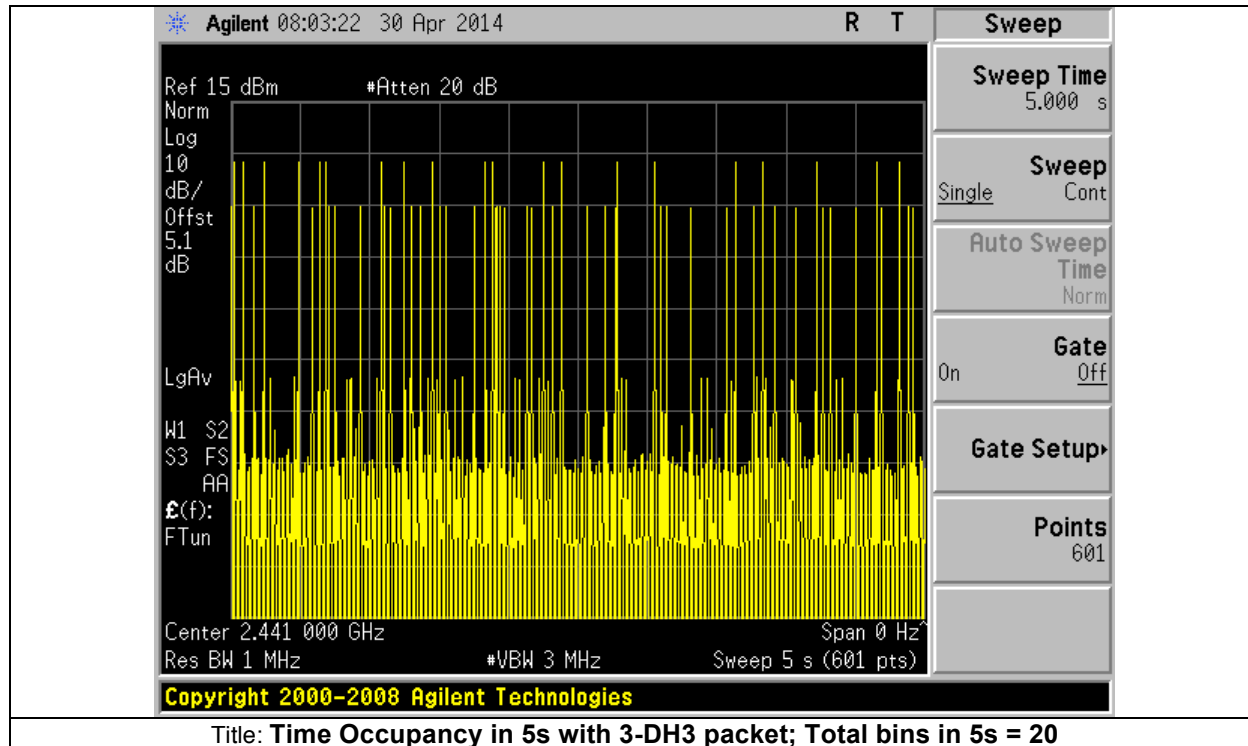 Agilent 08:03:22 30 Apr 2014 R T
Sweep
Ref 15 dBm #Atten 20 dB
Norm
Log
10
dB/
Offst
5.1
dB
LgAv
W1 S2
S3 FS
AA
£(f):
FTun
Center 2.441 000 GHz Span 0 Hz^
Res BW 1 MHz #VBW 3 MHz Sweep 5 s (601 pts)
Sweep Time
5.000 s
Sweep
Single Cont
Auto Sweep
Time
Norm
Gate
On Off
Gate Setup▸
Points
601
Copyright 2000-2008 Agilent Technologies
Title: Time Occupancy in 5s with 3-DH3 packet; Total bins in 5s = 20